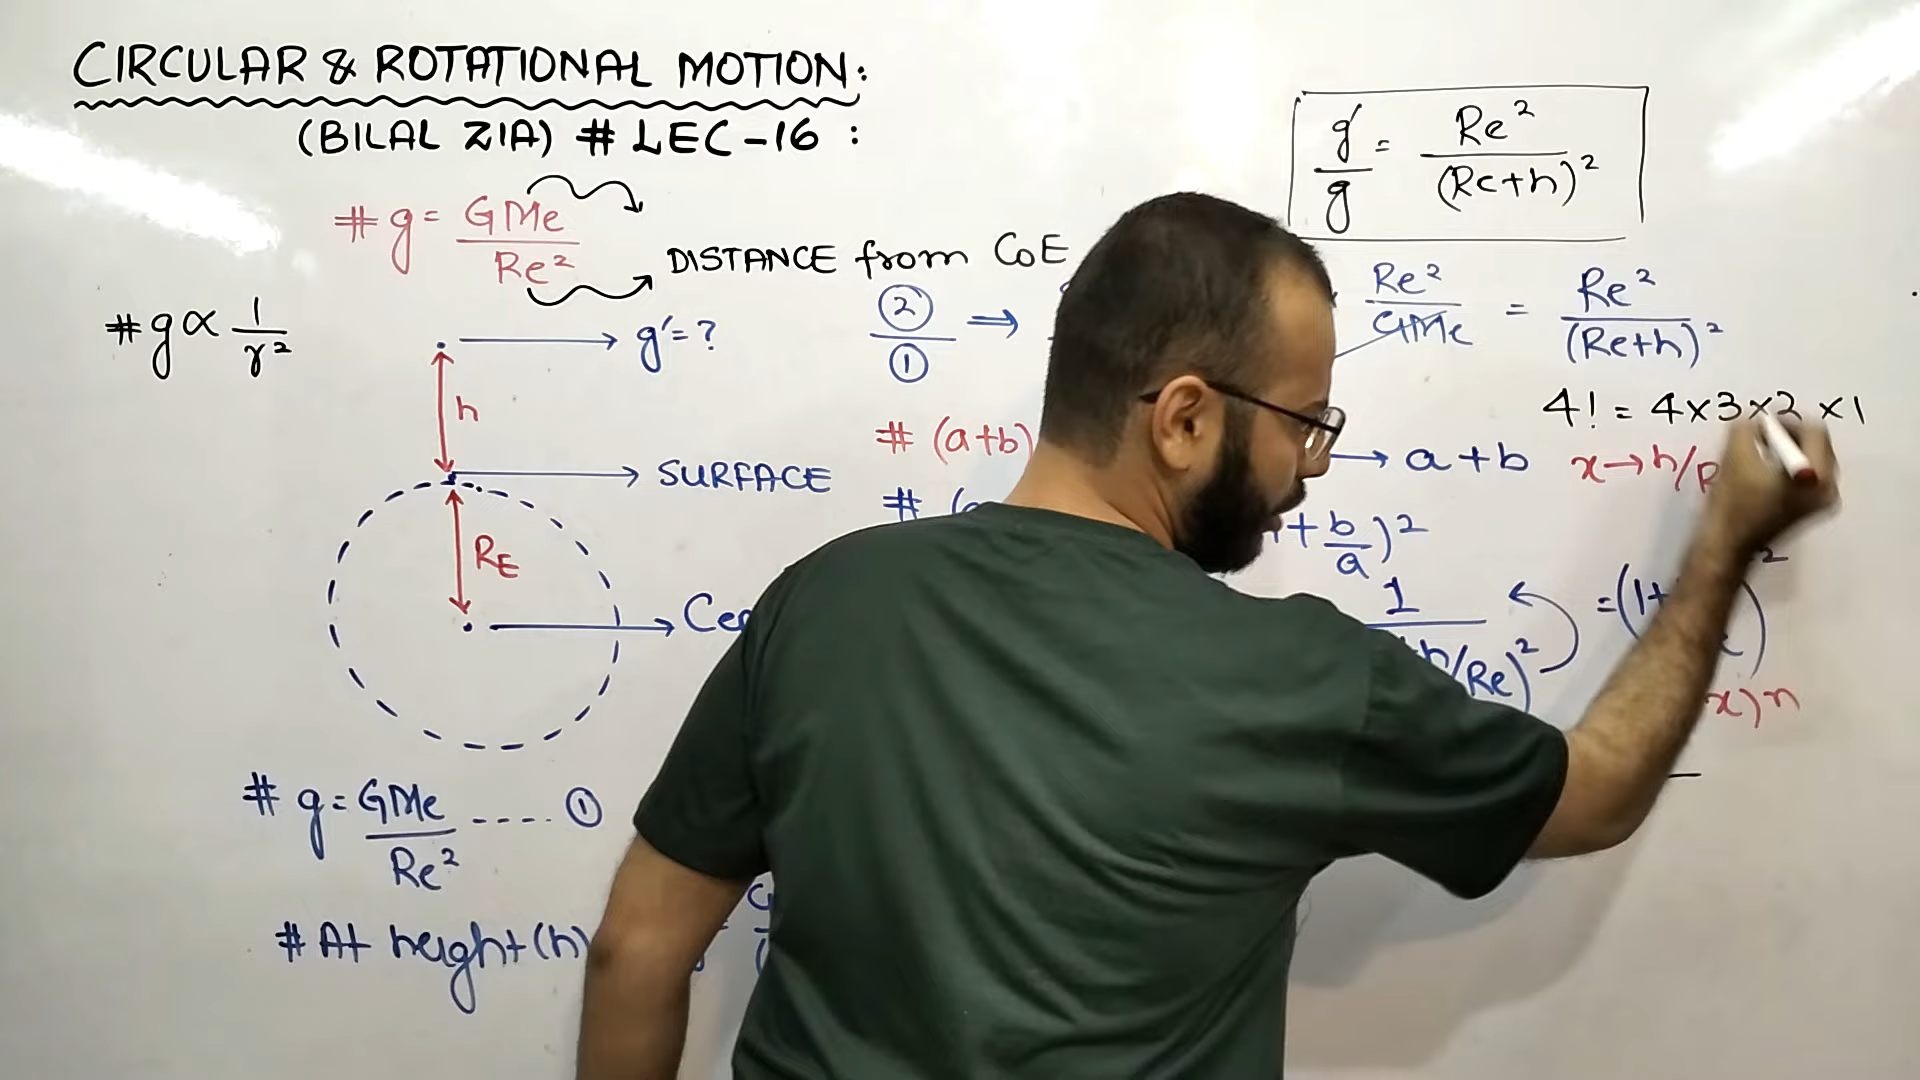 CIRCULAR & ROTATIONAL MOTION:
(BILAL ZIA) # LEC-16 :
# g = GMe / Re²
DISTANCE from CoE
# g ∝ 1 / r²
g' = ?
h
SURFACE
RE
# g = GMe / Re² ---- ①
# At height (h)
g' / g = Re² / (Re+h)²
② / ① ⇒
Re² / GMe = Re² / (Re+h)²
4! = 4×3×2×1
# (a+b)
→ a+b
x → h/R
#
+ b/a)²
1
h/Re)²
= (1+
)²
x)n